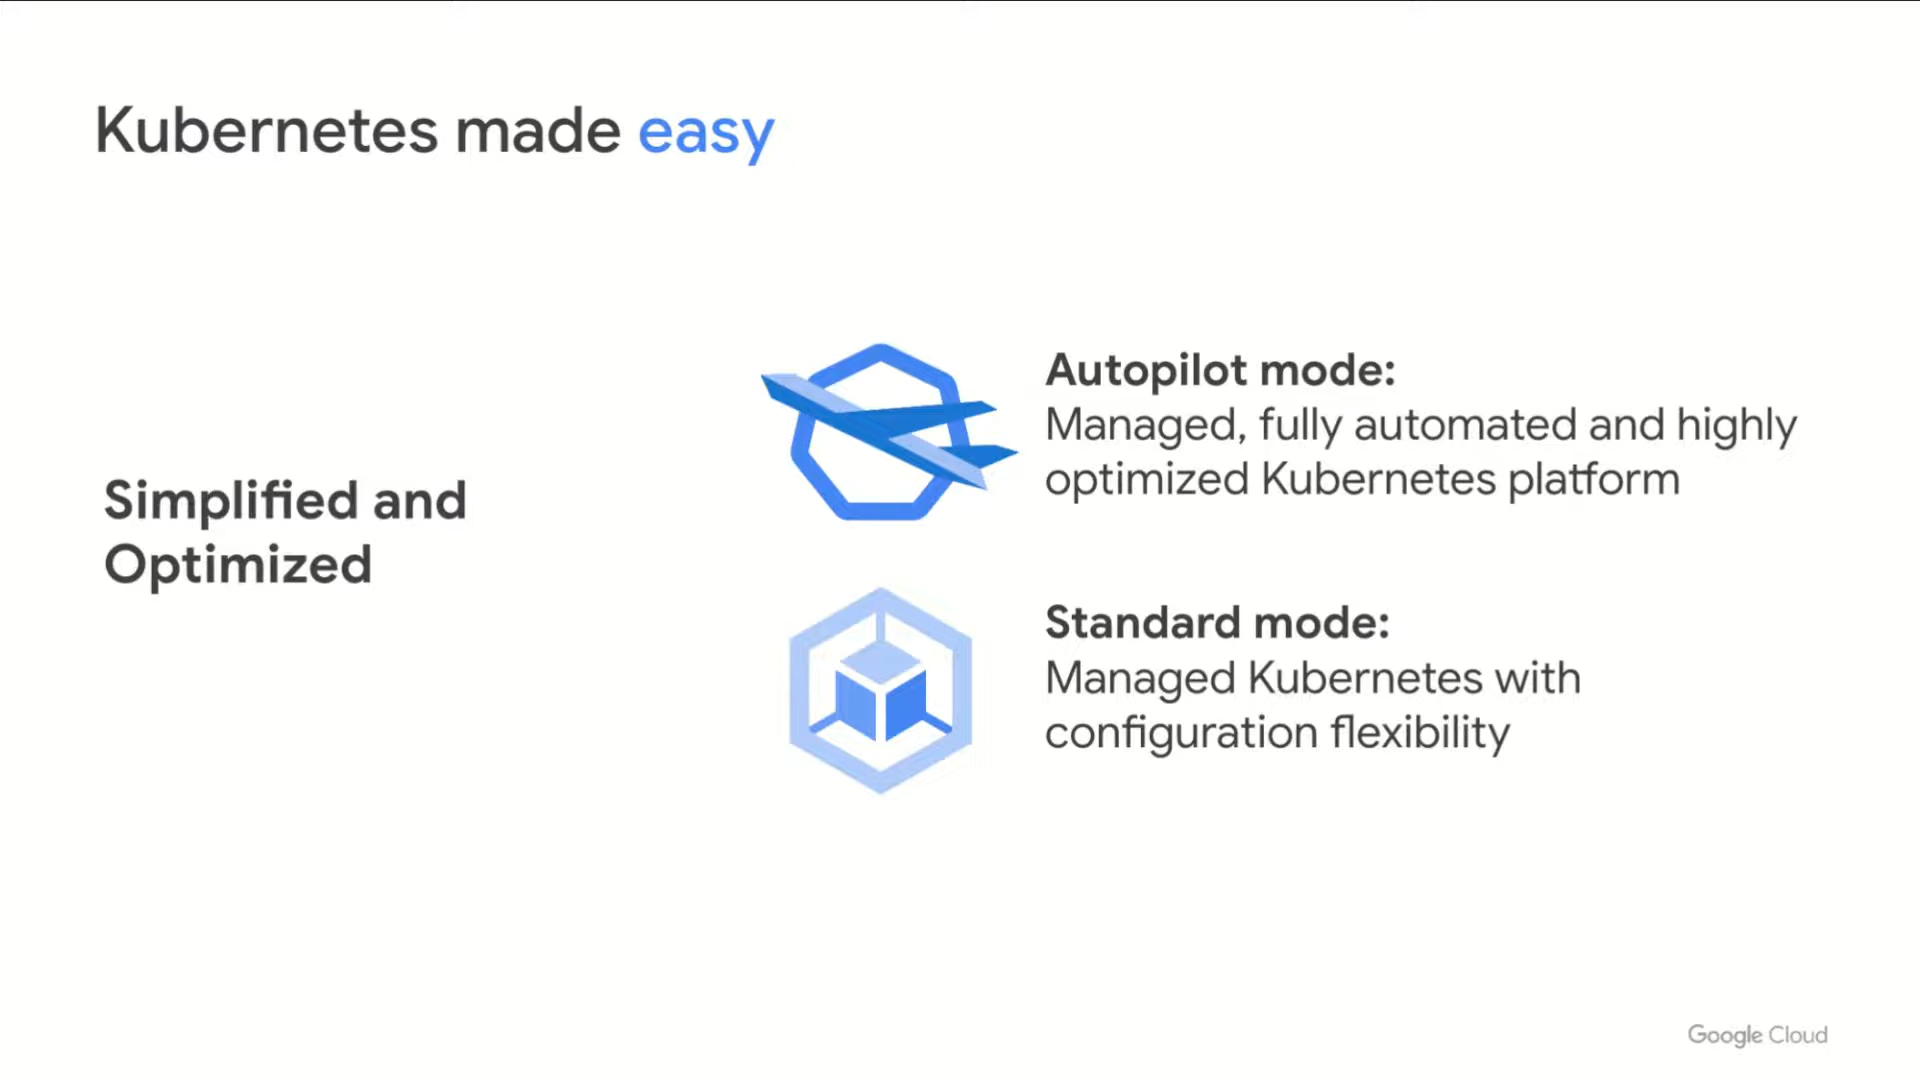 Kubernetes made easy
Simplified and
Optimized
Autopilot mode:
Managed, fully automated and highly
optimized Kubernetes platform
Standard mode:
Managed Kubernetes with
configuration flexibility
Google Cloud